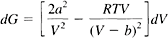 dG = [ 2a² / V² − RTV / (V − b)² ] dV